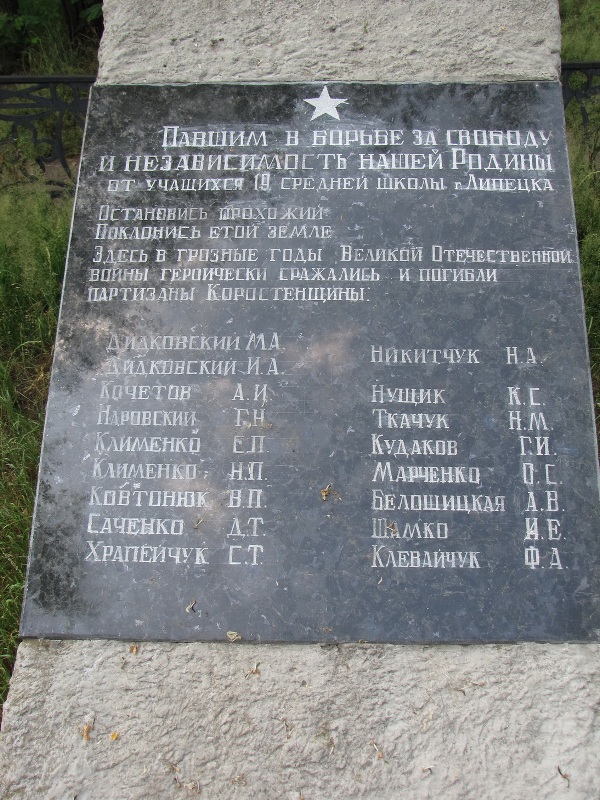 Павшим в борьбе за свободу
и независимость нашей Родины
от учащихся 19 средней школы г. Липецка
Остановись прохожий
Поклонись етой земле
Здесь в грозные годы Великой Отечественной
войны героически сражались и погибли
партизаны Коростенщины:
Дидковский М.А.
Дидковский И.А.
Кочетов А.И.
Наровский Г.Н.
Клименко Е.П.
Клименко Н.П.
Ковтонюк В.П.
Саченко Д.Т.
Храпейчук С.Т.
Никитчук Н.А.
Нущик К.С.
Ткачук Н.М.
Кудаков Г.И.
Марченко О.С.
Белошицкая А.В.
Шамко И.Е.
Клевайчук Ф.А.